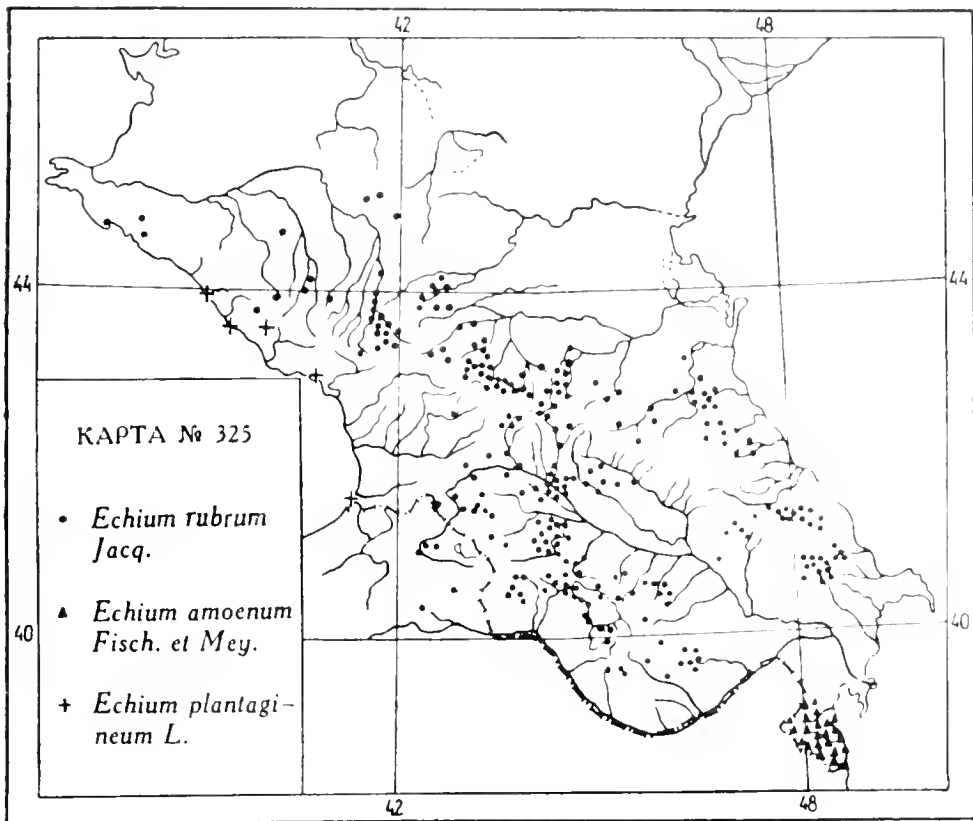 42 48
44 44
КАРТА № 325
• Echium rubrum
Jacq.
▲ Echium amoenum
Fisch. et Mey.
+ Echium plantagi-
neum L.
40 40
42 48